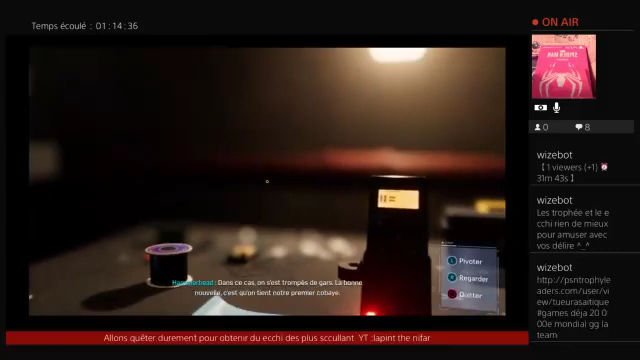 Temps écoulé : 01:14:36
ON AIR
0
8
wizebot
【 1 viewers (+1) ⏰
31m 43s 】
wizebot
Les trophée et le e
cchi rien de mieux
pour amuser avec
vos délire ^_^
wizebot
http://psntrophyle
aders.com/user/vi
ew/tueurasaitique
#games déja 20 0
00e mondial gg la
team
Pivoter
Regarder
Quitter
Hammerhead : Dans ce cas, on s'est trompés de gars. La bonne
nouvelle, c'est qu'on tient notre premier cobaye.
Allons quêter durement pour obtenir du ecchi des plus sccullant YT :lapint the nifar